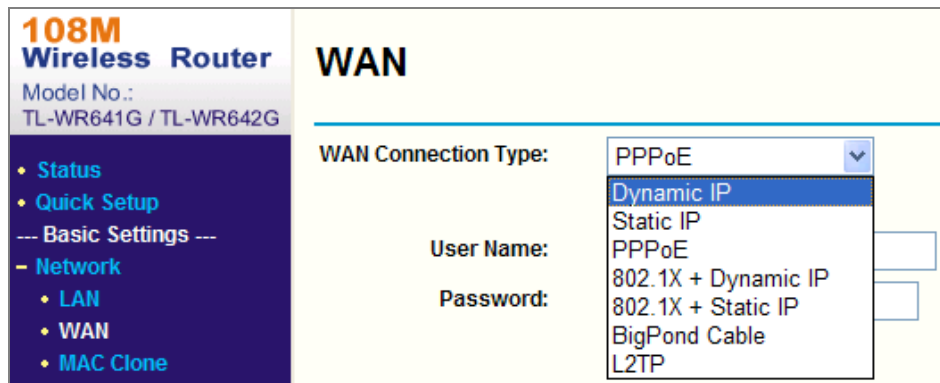 108M
Wireless Router
Model No.:
TL-WR641G / TL-WR642G
• Status
• Quick Setup
--- Basic Settings ---
– Network
• LAN
• WAN
• MAC Clone
WAN
WAN Connection Type:
PPPoE
Dynamic IP
Static IP
PPPoE
802.1X + Dynamic IP
802.1X + Static IP
BigPond Cable
L2TP
User Name:
Password: